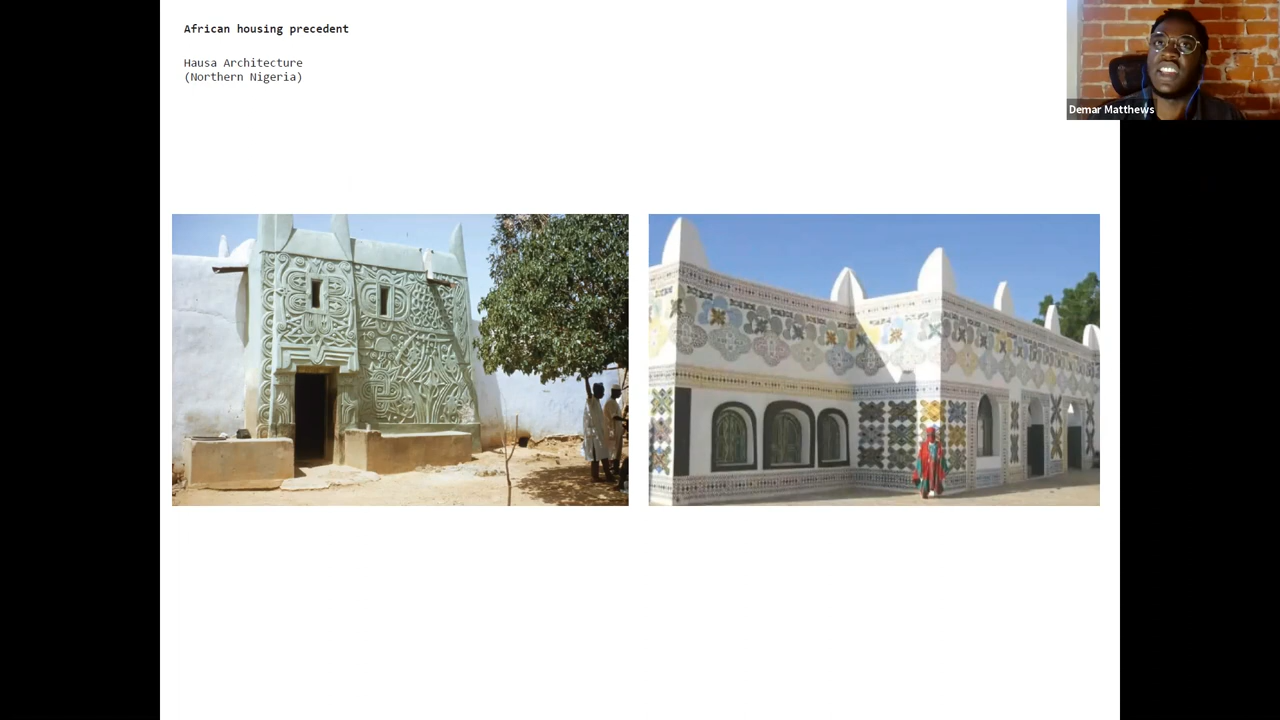 African housing precedent
Hausa Architecture
(Northern Nigeria)
Demar Matthews